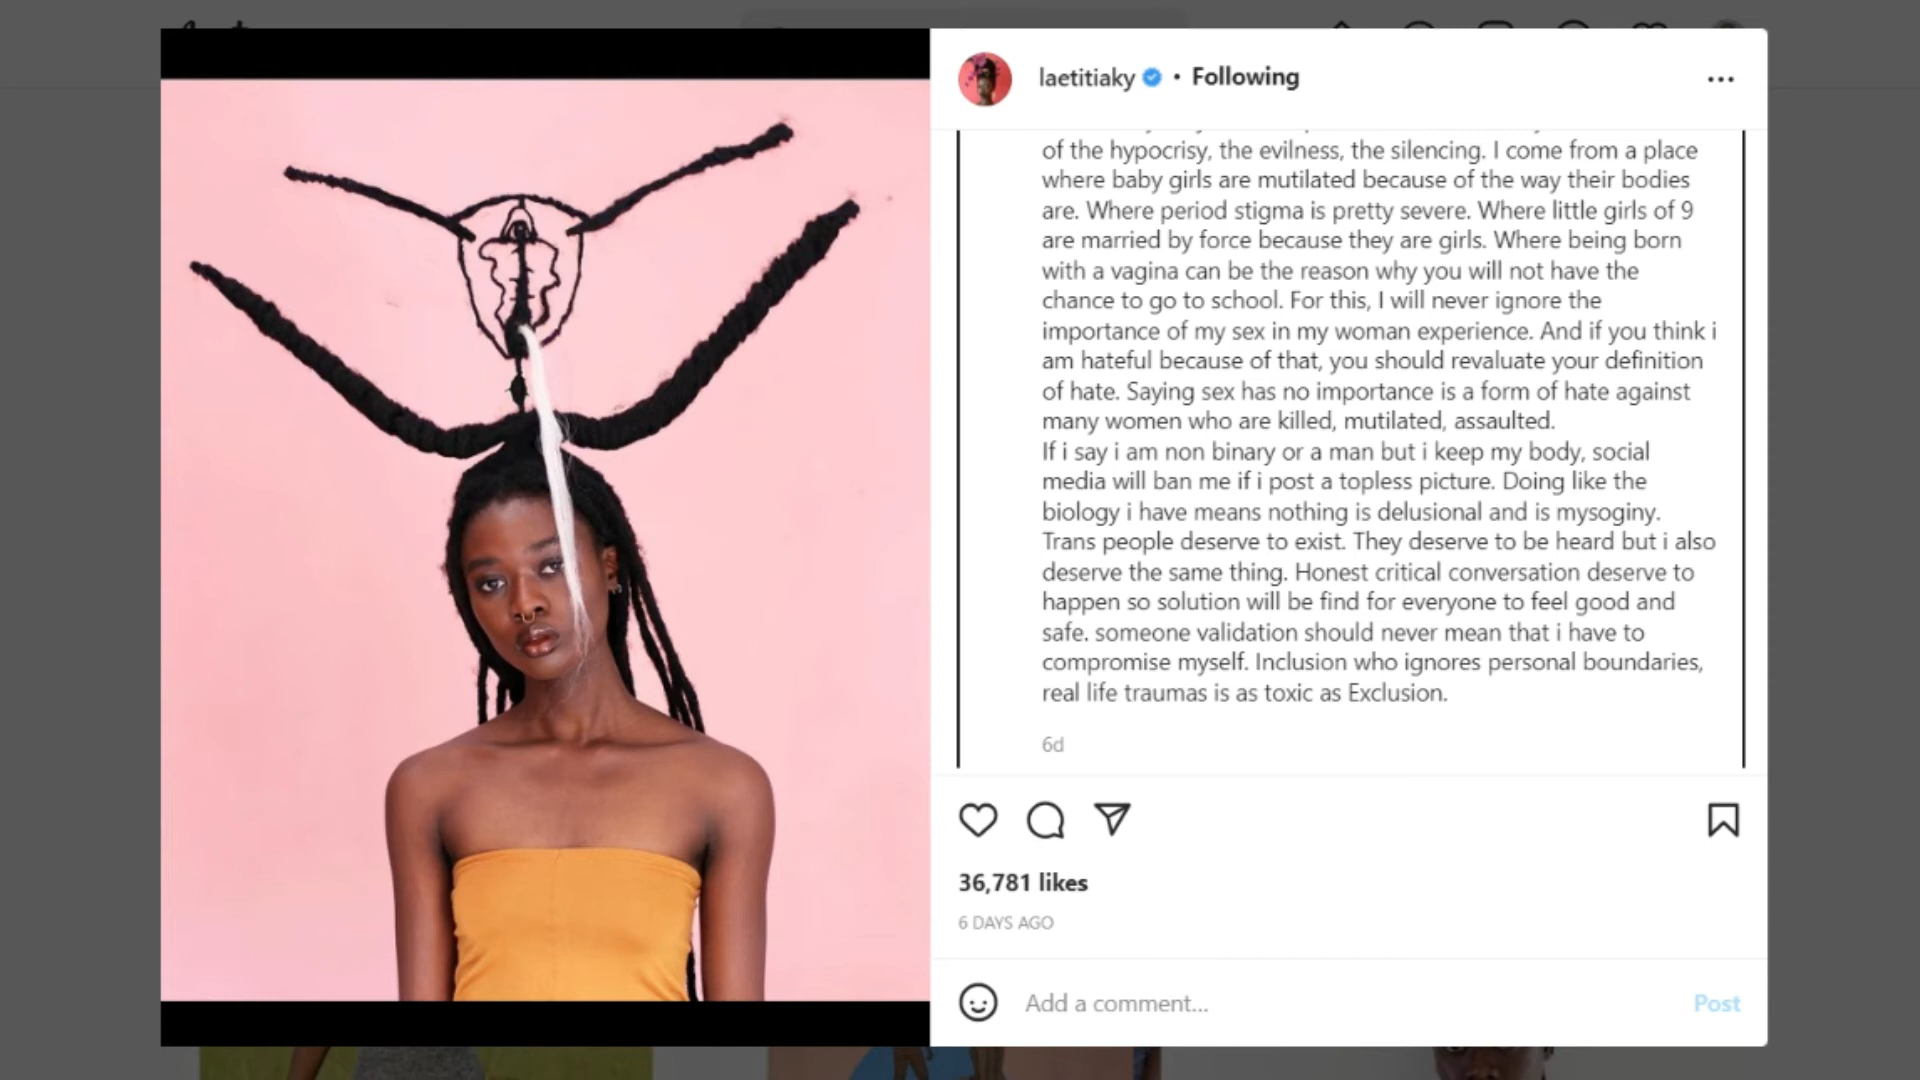 laetitiaky • Following
of the hypocrisy, the evilness, the silencing. I come from a place
where baby girls are mutilated because of the way their bodies
are. Where period stigma is pretty severe. Where little girls of 9
are married by force because they are girls. Where being born
with a vagina can be the reason why you will not have the
chance to go to school. For this, I will never ignore the
importance of my sex in my woman experience. And if you think i
am hateful because of that, you should revaluate your definition
of hate. Saying sex has no importance is a form of hate against
many women who are killed, mutilated, assaulted.
If i say i am non binary or a man but i keep my body, social
media will ban me if i post a topless picture. Doing like the
biology i have means nothing is delusional and is mysoginy.
Trans people deserve to exist. They deserve to be heard but i also
deserve the same thing. Honest critical conversation deserve to
happen so solution will be find for everyone to feel good and
safe. someone validation should never mean that i have to
compromise myself. Inclusion who ignores personal boundaries,
real life traumas is as toxic as Exclusion.
6d
36,781 likes
6 DAYS AGO
Add a comment...
Post